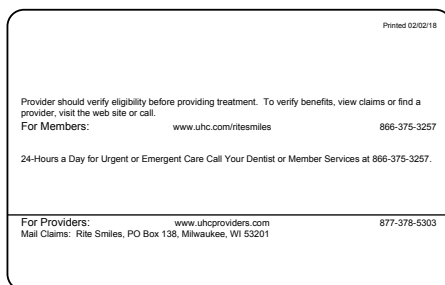 Printed 02/02/18
Provider should verify eligibility before providing treatment. To verify benefits, view claims or find a
provider, visit the web site or call.
For Members: www.uhc.com/ritesmiles 866-375-3257
24-Hours a Day for Urgent or Emergent Care Call Your Dentist or Member Services at 866-375-3257.
For Providers: www.uhcproviders.com 877-378-5303
Mail Claims: Rite Smiles, PO Box 138, Milwaukee, WI 53201